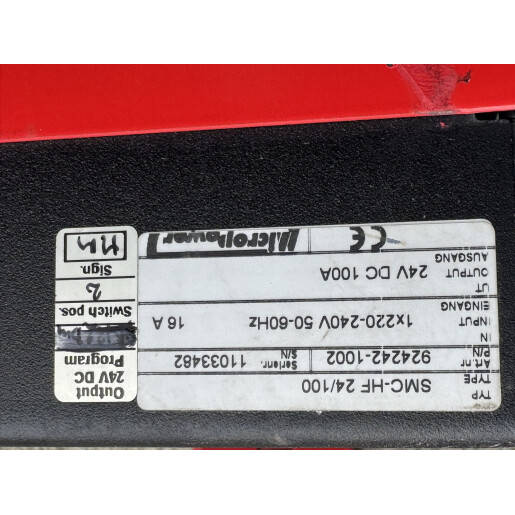 TYP
TYPE SMC-HF 24/100
Art.nr
P/N 924242-1002 Serienr.
S/N 11033482
IN
INPUT 1x220-240V 50-60Hz 16 A
EINGANG
UT
OUTPUT 24V DC 100A
AUSGANG
CE MicroPower
Output
24V DC
Program
Switch pos.
2
Sign.